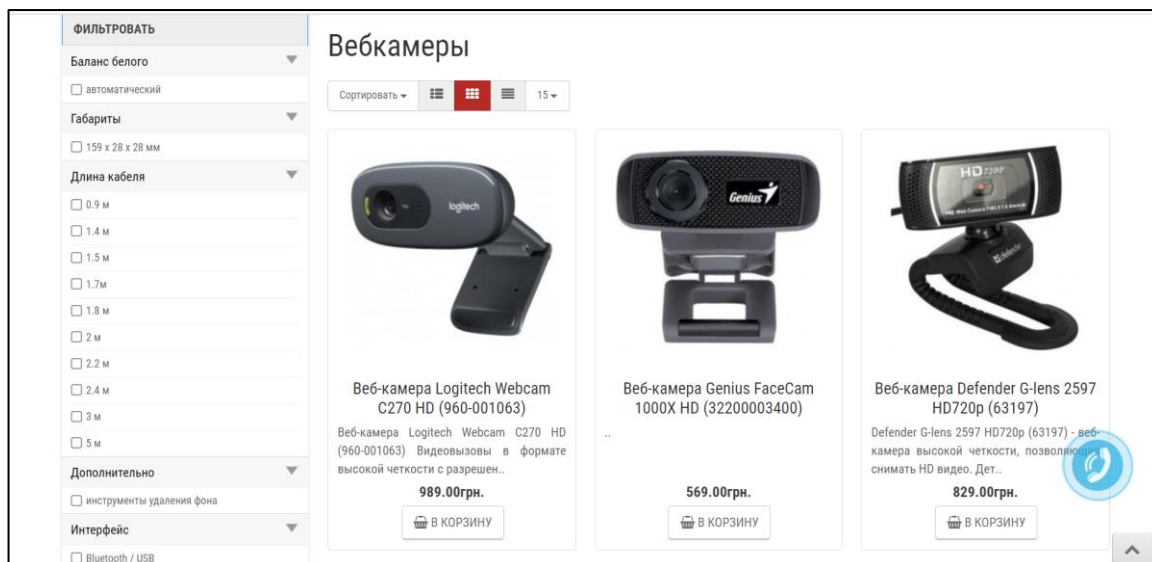 ФИЛЬТРОВАТЬ
Баланс белого
автоматический
Габариты
159 x 28 x 28 мм
Длина кабеля
0.9 м
1.4 м
1.5 м
1.7м
1.8 м
2 м
2.2 м
2.4 м
3 м
5 м
Дополнительно
инструменты удаления фона
Интерфейс
Bluetooth / USB
Вебкамеры
Сортировать
15
logitech
Веб-камера Logitech Webcam
C270 HD (960-001063)
Веб-камера Logitech Webcam C270 HD
(960-001063) Видеовызовы в формате
высокой четкости с разрешен..
989.00грн.
В КОРЗИНУ
Genius
Веб-камера Genius FaceCam
1000X HD (32200003400)
..
569.00грн.
В КОРЗИНУ
HD 720P
defender
Веб-камера Defender G-lens 2597
HD720p (63197)
Defender G-lens 2597 HD720p (63197) - веб-
камера высокой четкости, позволяющая
снимать HD видео. Дет..
829.00грн.
В КОРЗИНУ